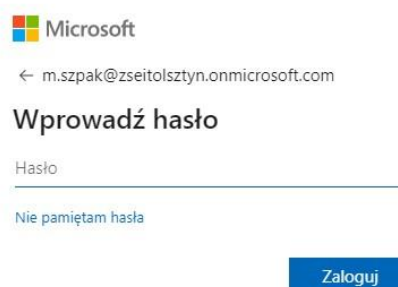 Microsoft
← m.szpak@zseitolsztyn.onmicrosoft.com
Wprowadź hasło
Hasło
Nie pamiętam hasła
Zaloguj